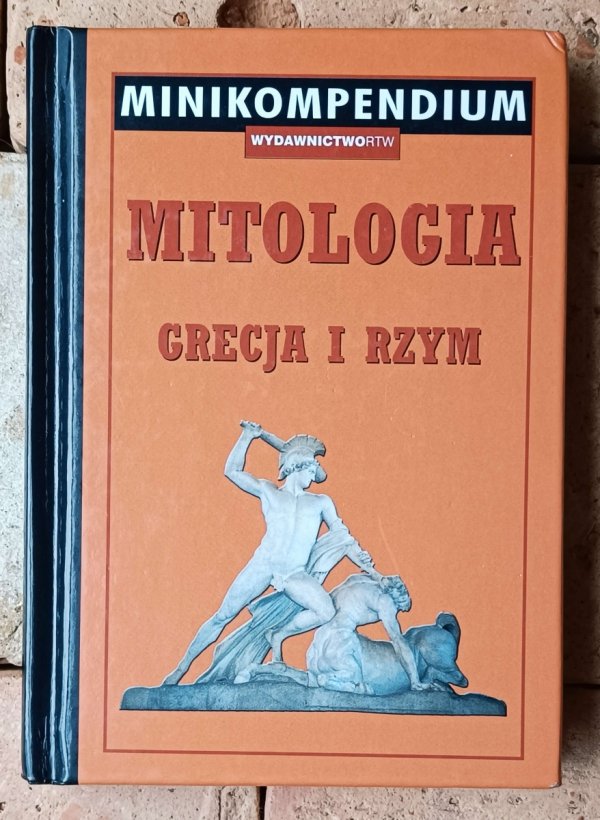 MINIKOMPENDIUM
WYDAWNICTWORTW
MITOLOGIA
GRECJA I RZYM